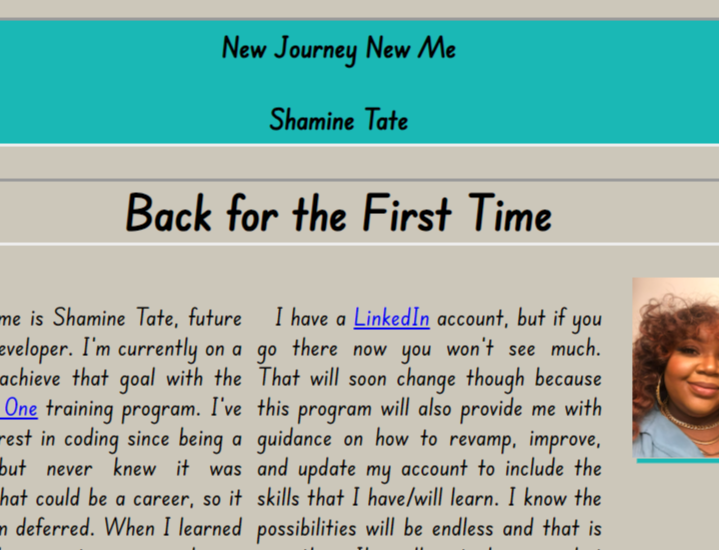 New Journey New Me
Shamine Tate
Back for the First Time
me is Shamine Tate, future
eveloper. I'm currently on a
achieve that goal with the
One training program. I've
rest in coding since being a
but never knew it was
hat could be a career, so it
n deferred. When I learned
I have a LinkedIn account, but if you
go there now you won't see much.
That will soon change though because
this program will also provide me with
guidance on how to revamp, improve,
and update my account to include the
skills that I have/will learn. I know the
possibilities will be endless and that is